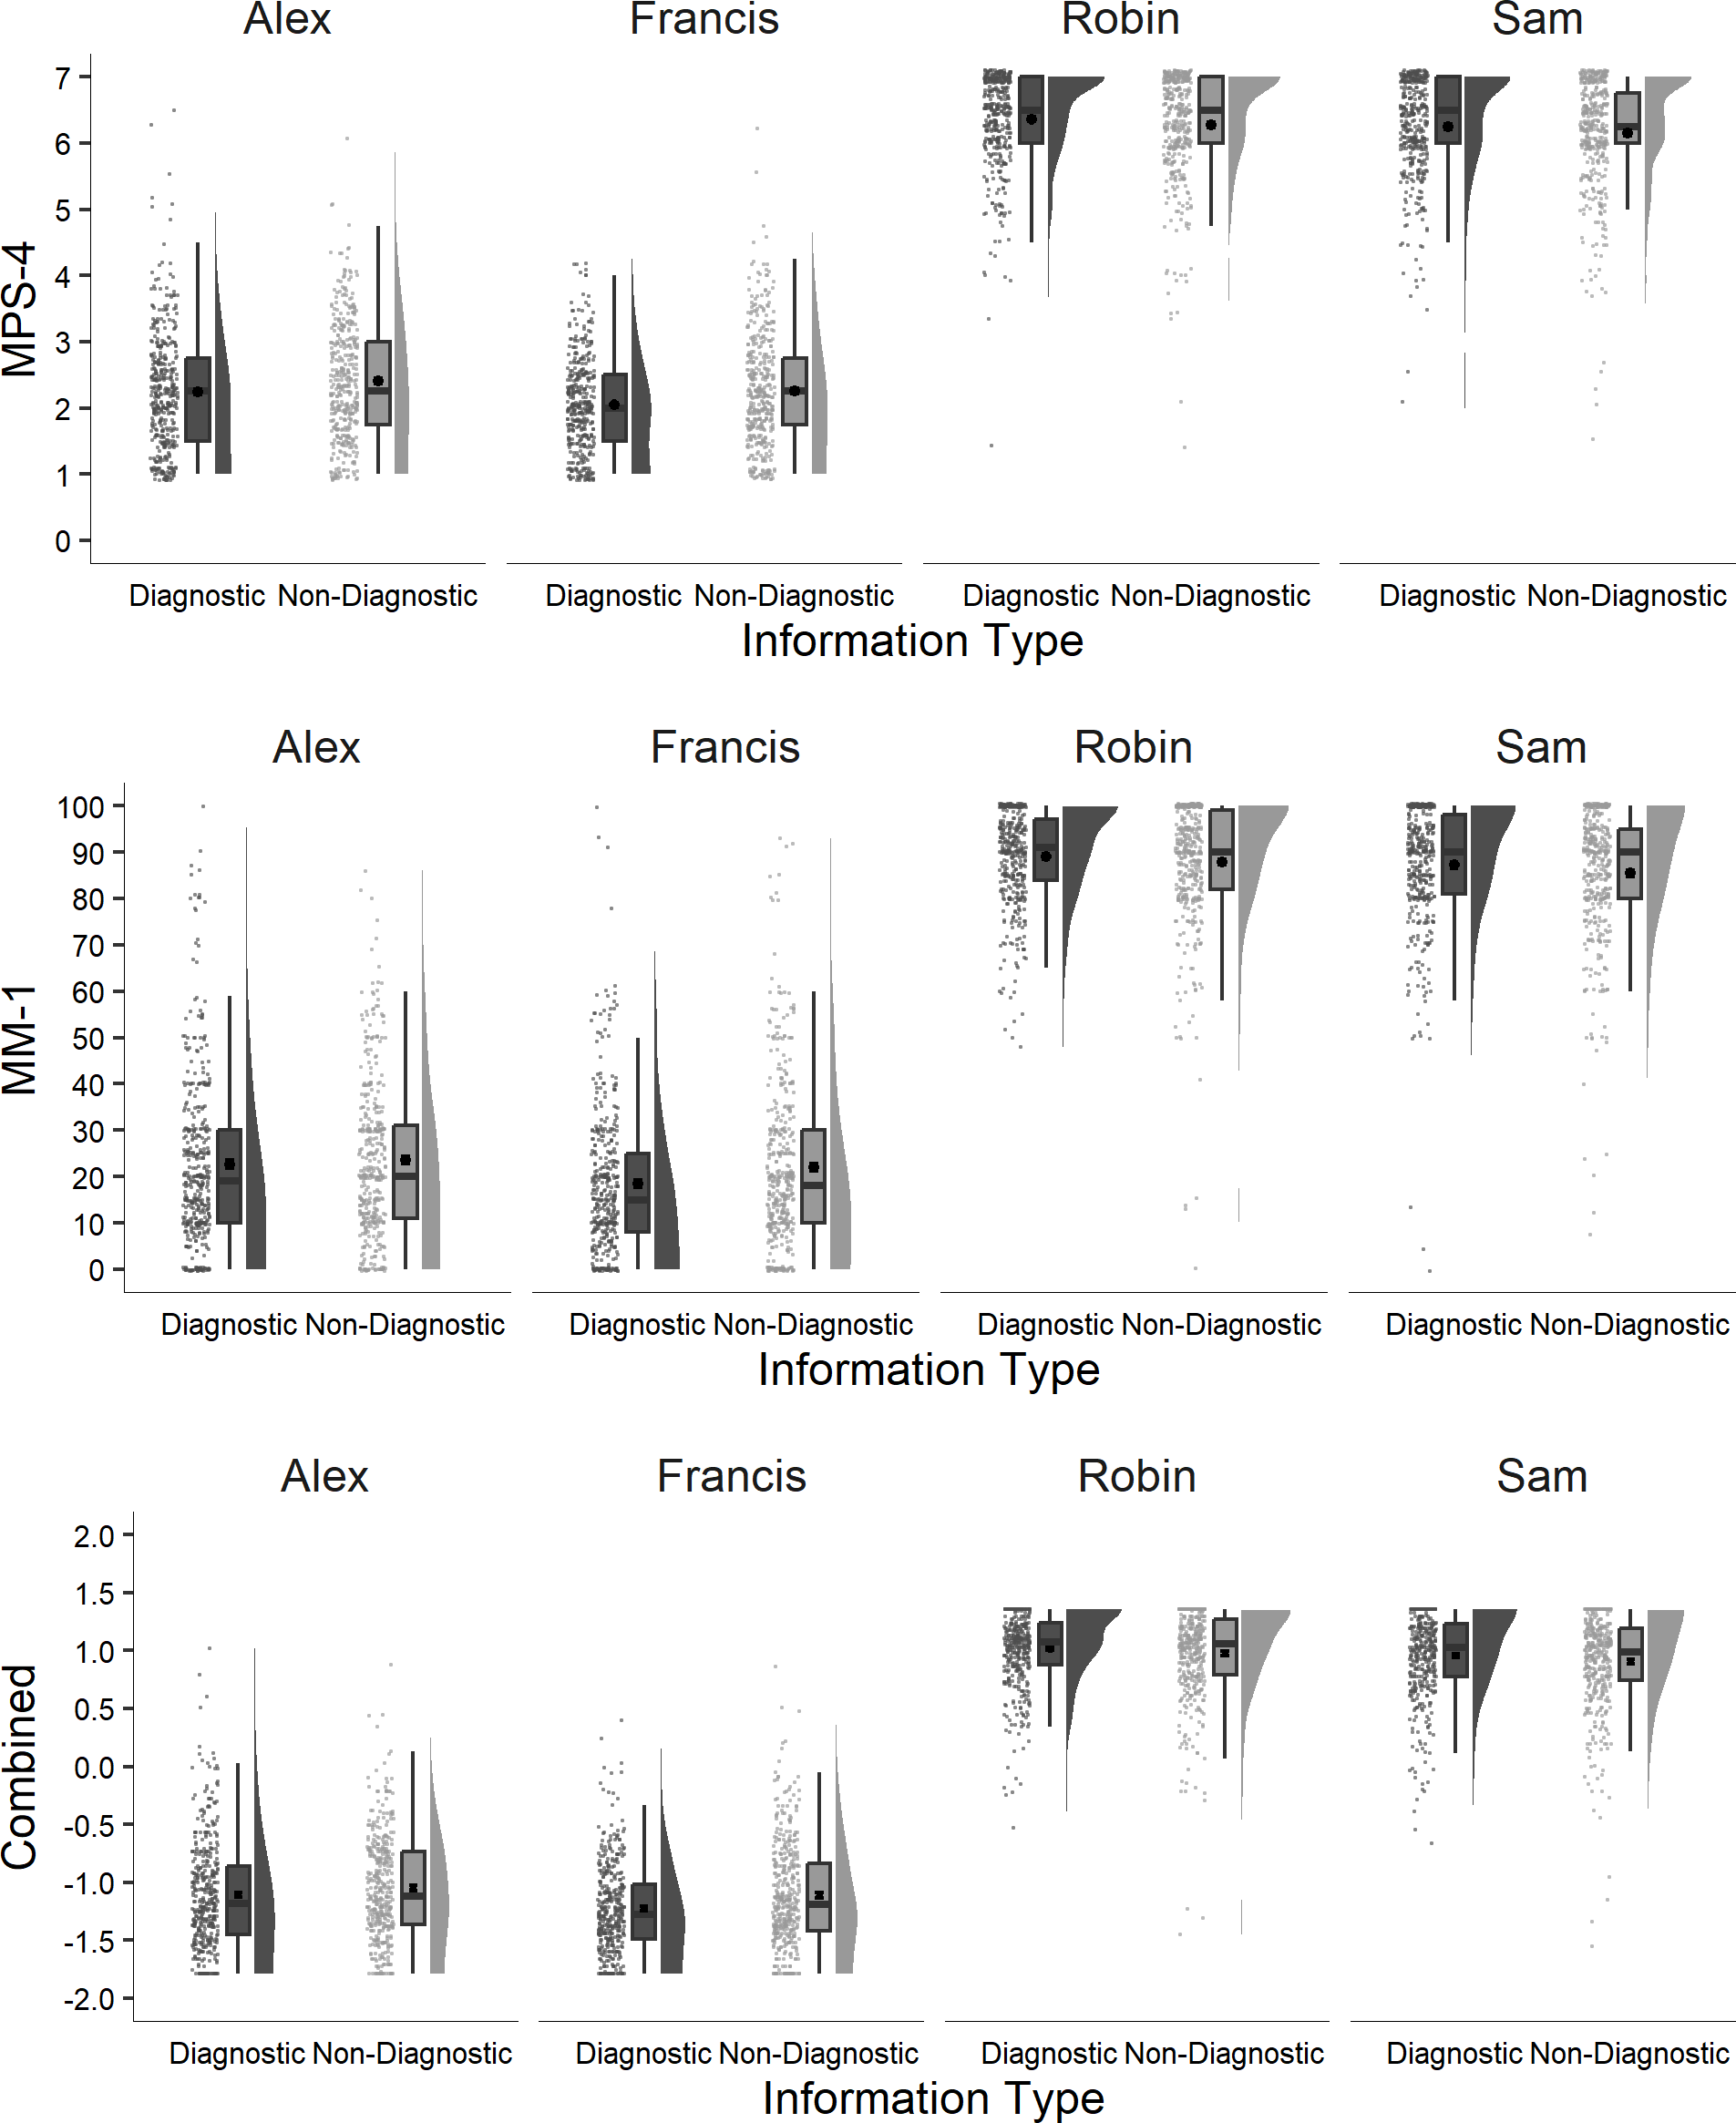 Alex Francis Robin Sam
MPS-4
7
6
5
4
3
2
1
0
Diagnostic Non-Diagnostic Diagnostic Non-Diagnostic Diagnostic Non-Diagnostic Diagnostic Non-Diagnostic
Information Type
Alex Francis Robin Sam
MM-1
100
90
80
70
60
50
40
30
20
10
0
Diagnostic Non-Diagnostic Diagnostic Non-Diagnostic Diagnostic Non-Diagnostic Diagnostic Non-Diagnostic
Information Type
Alex Francis Robin Sam
Combined
2.0
1.5
1.0
0.5
0.0
-0.5
-1.0
-1.5
-2.0
Diagnostic Non-Diagnostic Diagnostic Non-Diagnostic Diagnostic Non-Diagnostic Diagnostic Non-Diagnostic
Information Type